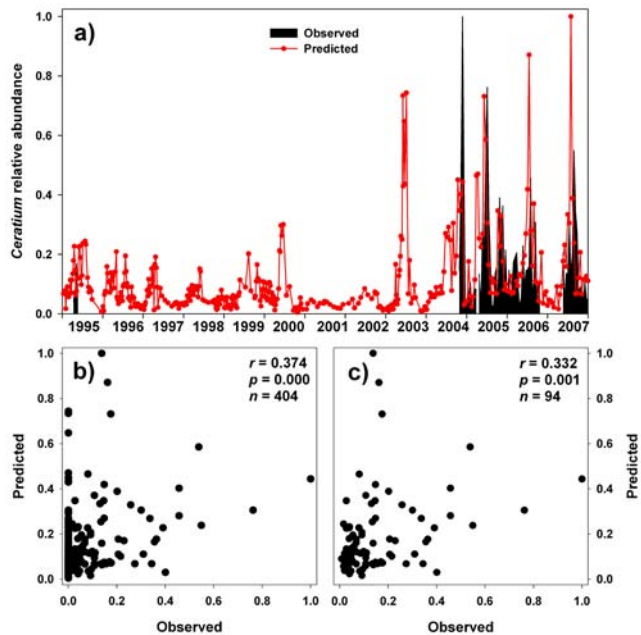 a)
Observed
Predicted
Ceratium relative abundance
1.0
0.8
0.6
0.4
0.2
0.0
1995 1996 1997 1998 1999 2000 2001 2002 2003 2004 2005 2006 2007
b)
r = 0.374
p = 0.000
n = 404
Predicted
1.0
0.8
0.6
0.4
0.2
0.0
0.0 0.2 0.4 0.6 0.8 1.0
Observed
c)
r = 0.332
p = 0.001
n = 94
1.0
0.8
0.6
0.4
0.2
0.0
Predicted
0.0 0.2 0.4 0.6 0.8 1.0
Observed